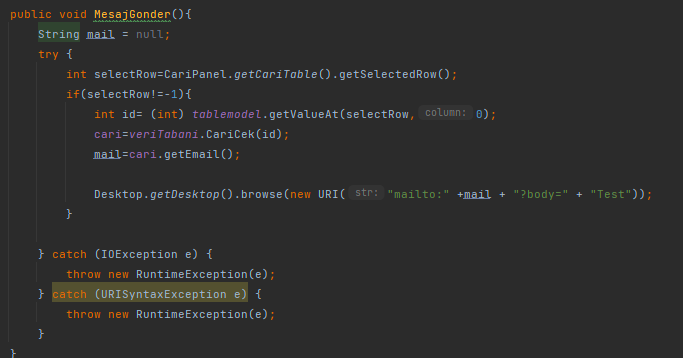 public void MesajGonder(){
String mail = null;
try {
int selectRow=CariPanel.getCariTable().getSelectedRow();
if(selectRow!=-1){
int id= (int) tablemodel.getValueAt(selectRow, column: 0);
cari=veriTabani.CariCek(id);
mail=cari.getEmail();
Desktop.getDesktop().browse(new URI( str: "mailto:" +mail + "?body=" + "Test"));
}
} catch (IOException e) {
throw new RuntimeException(e);
} catch (URISyntaxException e) {
throw new RuntimeException(e);
}
}